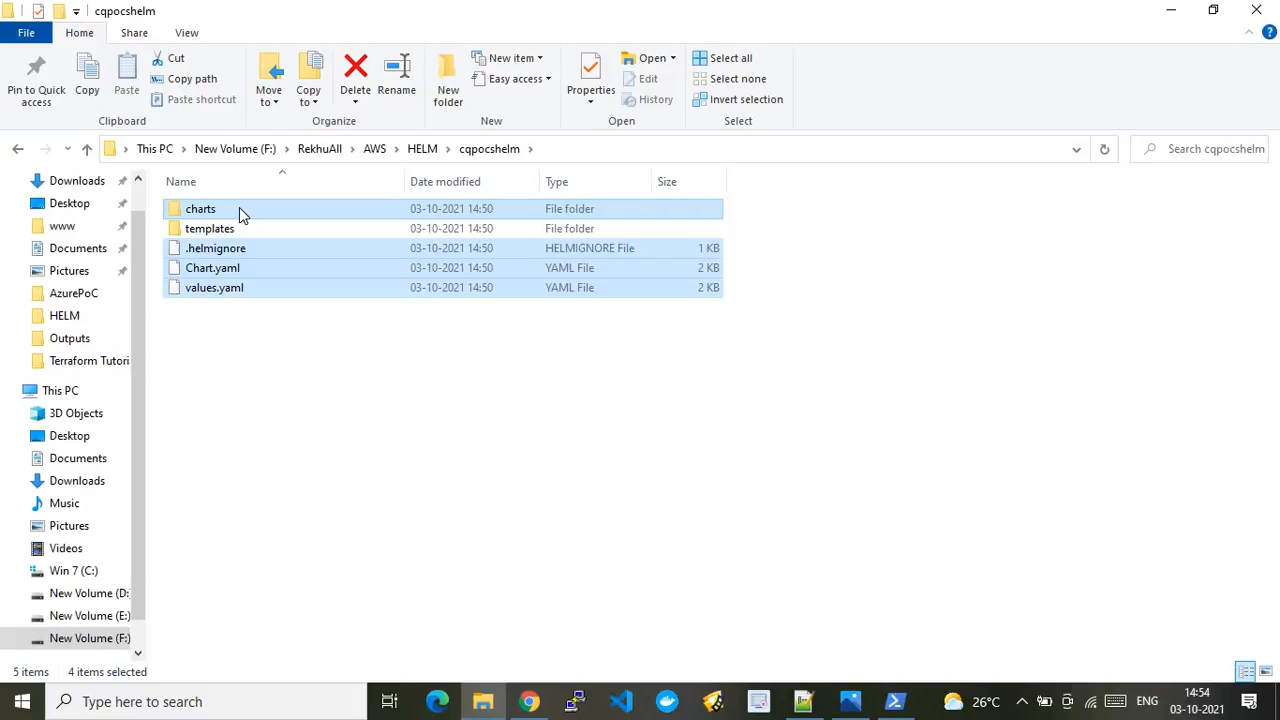 cqpocshelm
File Home Share View
Pin to Quick access
Copy
Paste
Cut
Copy path
Paste shortcut
Clipboard
Move to
Copy to
Delete
Rename
Organize
New folder
New item
Easy access
New
Properties
Open
Edit
History
Open
Select all
Select none
Invert selection
Select
This PC New Volume (F:) RekhuAll AWS HELM cqpocshelm
Search cqpocshelm
Name Date modified Type Size
charts 03-10-2021 14:50 File folder
templates 03-10-2021 14:50 File folder
.helmignore 03-10-2021 14:50 HELMIGNORE File 1 KB
Chart.yaml 03-10-2021 14:50 YAML File 2 KB
values.yaml 03-10-2021 14:50 YAML File 2 KB
Downloads
Desktop
www
Documents
Pictures
AzurePoC
HELM
Outputs
Terraform Tutori
This PC
3D Objects
Desktop
Documents
Downloads
Music
Pictures
Videos
Win 7 (C:)
New Volume (D:
New Volume (E:)
New Volume (F:)
5 items 4 items selected
Type here to search
26°C
ENG
14:54
03-10-2021